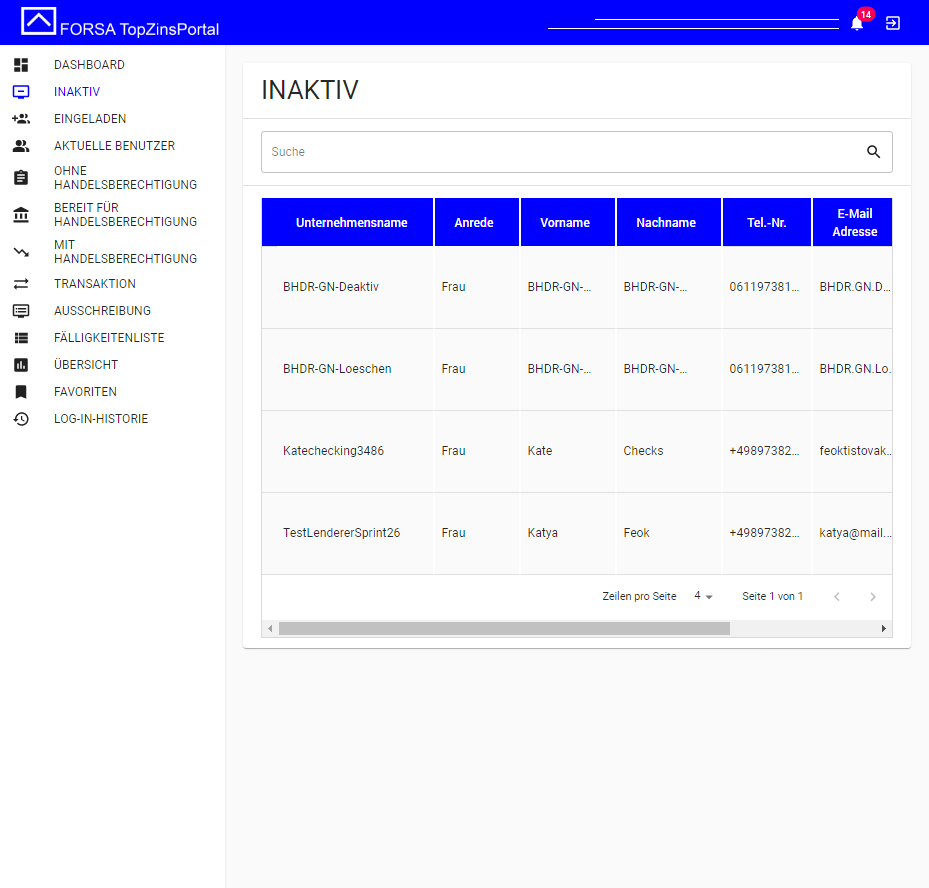 FORSA TopZinsPortal
14
DASHBOARD
INAKTIV
EINGELADEN
AKTUELLE BENUTZER
OHNE
HANDELSBERECHTIGUNG
BEREIT FÜR
HANDELSBERECHTIGUNG
MIT
HANDELSBERECHTIGUNG
TRANSAKTION
AUSSCHREIBUNG
FÄLLIGKEITENLISTE
ÜBERSICHT
FAVORITEN
LOG-IN-HISTORIE
INAKTIV
Suche
Unternehmensname Anrede Vorname Nachname Tel.-Nr. E-Mail Adresse
BHDR-GN-Deaktiv Frau BHDR-GN-... BHDR-GN-... 061197381... BHDR.GN.D...
BHDR-GN-Loeschen Frau BHDR-GN-... BHDR-GN-... 061197381... BHDR.GN.Lo.
Katechecking3486 Frau Kate Checks +49897382... feoktistovak..
TestLendererSprint26 Frau Katya Feok +49897382... katya@mail...
Zeilen pro Seite 4 Seite 1 von 1